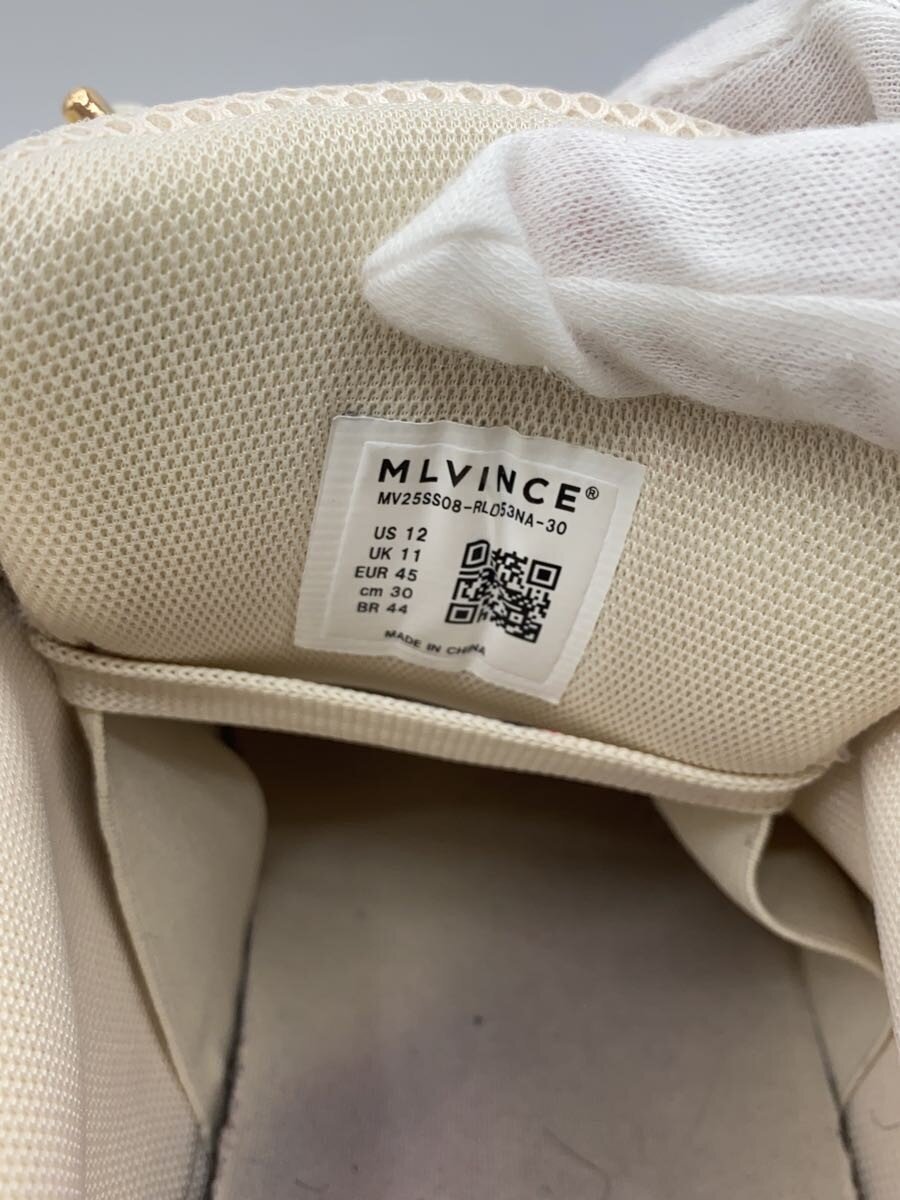 MLVINCE®
MV25SS08-RL053NA-30
US 12
UK 11
EUR 45
cm 30
BR 44
MADE IN CHINA